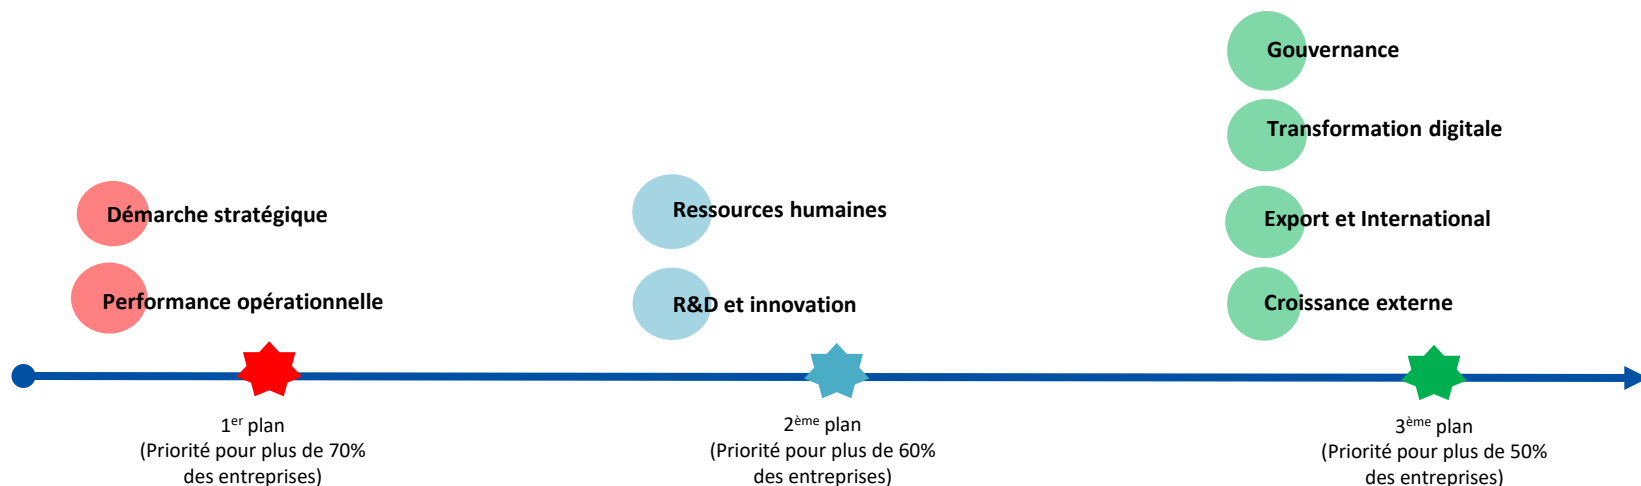 Démarche stratégique
Performance opérationnelle
1er plan
(Priorité pour plus de 70%
des entreprises)
Ressources humaines
R&D et innovation
2ème plan
(Priorité pour plus de 60%
des entreprises)
Gouvernance
Transformation digitale
Export et International
Croissance externe
3ème plan
(Priorité pour plus de 50%
des entreprises)